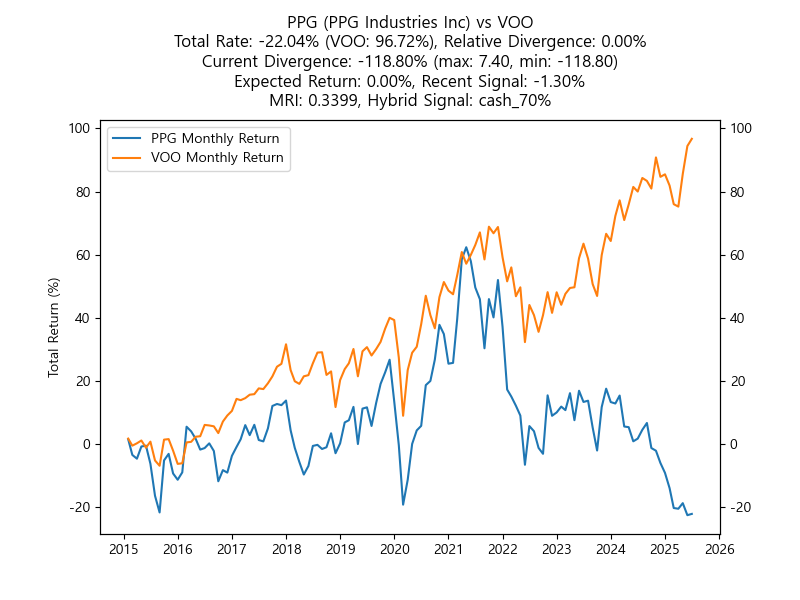 PPG (PPG Industries Inc) vs VOO
Total Rate: -22.04% (VOO: 96.72%), Relative Divergence: 0.00%
Current Divergence: -118.80% (max: 7.40, min: -118.80)
Expected Return: 0.00%, Recent Signal: -1.30%
MRI: 0.3399, Hybrid Signal: cash_70%
PPG Monthly Return
VOO Monthly Return
Total Return (%)
100 100
80 80
60 60
40 40
20 20
0 0
-20 -20
2015 2016 2017 2018 2019 2020 2021 2022 2023 2024 2025 2026